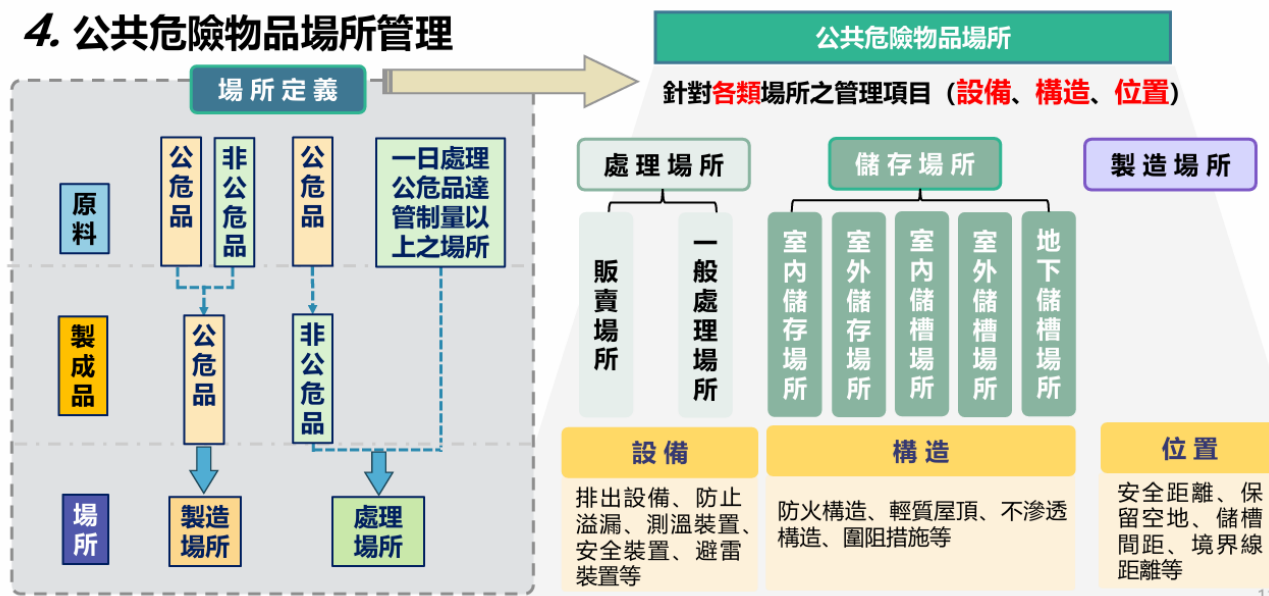 4. 公共危險物品場所管理
場所定義
原料
公危品
非公危品
公危品
一日處理
公危品達
管制量以
上之場所
製成品
公危品
非公危品
場所
製造
場所
處理
場所
公共危險物品場所
針對各類場所之管理項目（設備、構造、位置）
處理場所
儲存場所
製造場所
販賣場所
一般處理場所
室內儲存場所
室外儲存場所
室內儲槽場所
室外儲槽場所
地下儲槽場所
設備
排出設備、防止
溢漏、測溫裝置、
安全裝置、避雷
裝置等
構造
防火構造、輕質屋頂、不滲透
構造、圍阻措施等
位置
安全距離、保
留空地、儲槽
間距、境界線
距離等